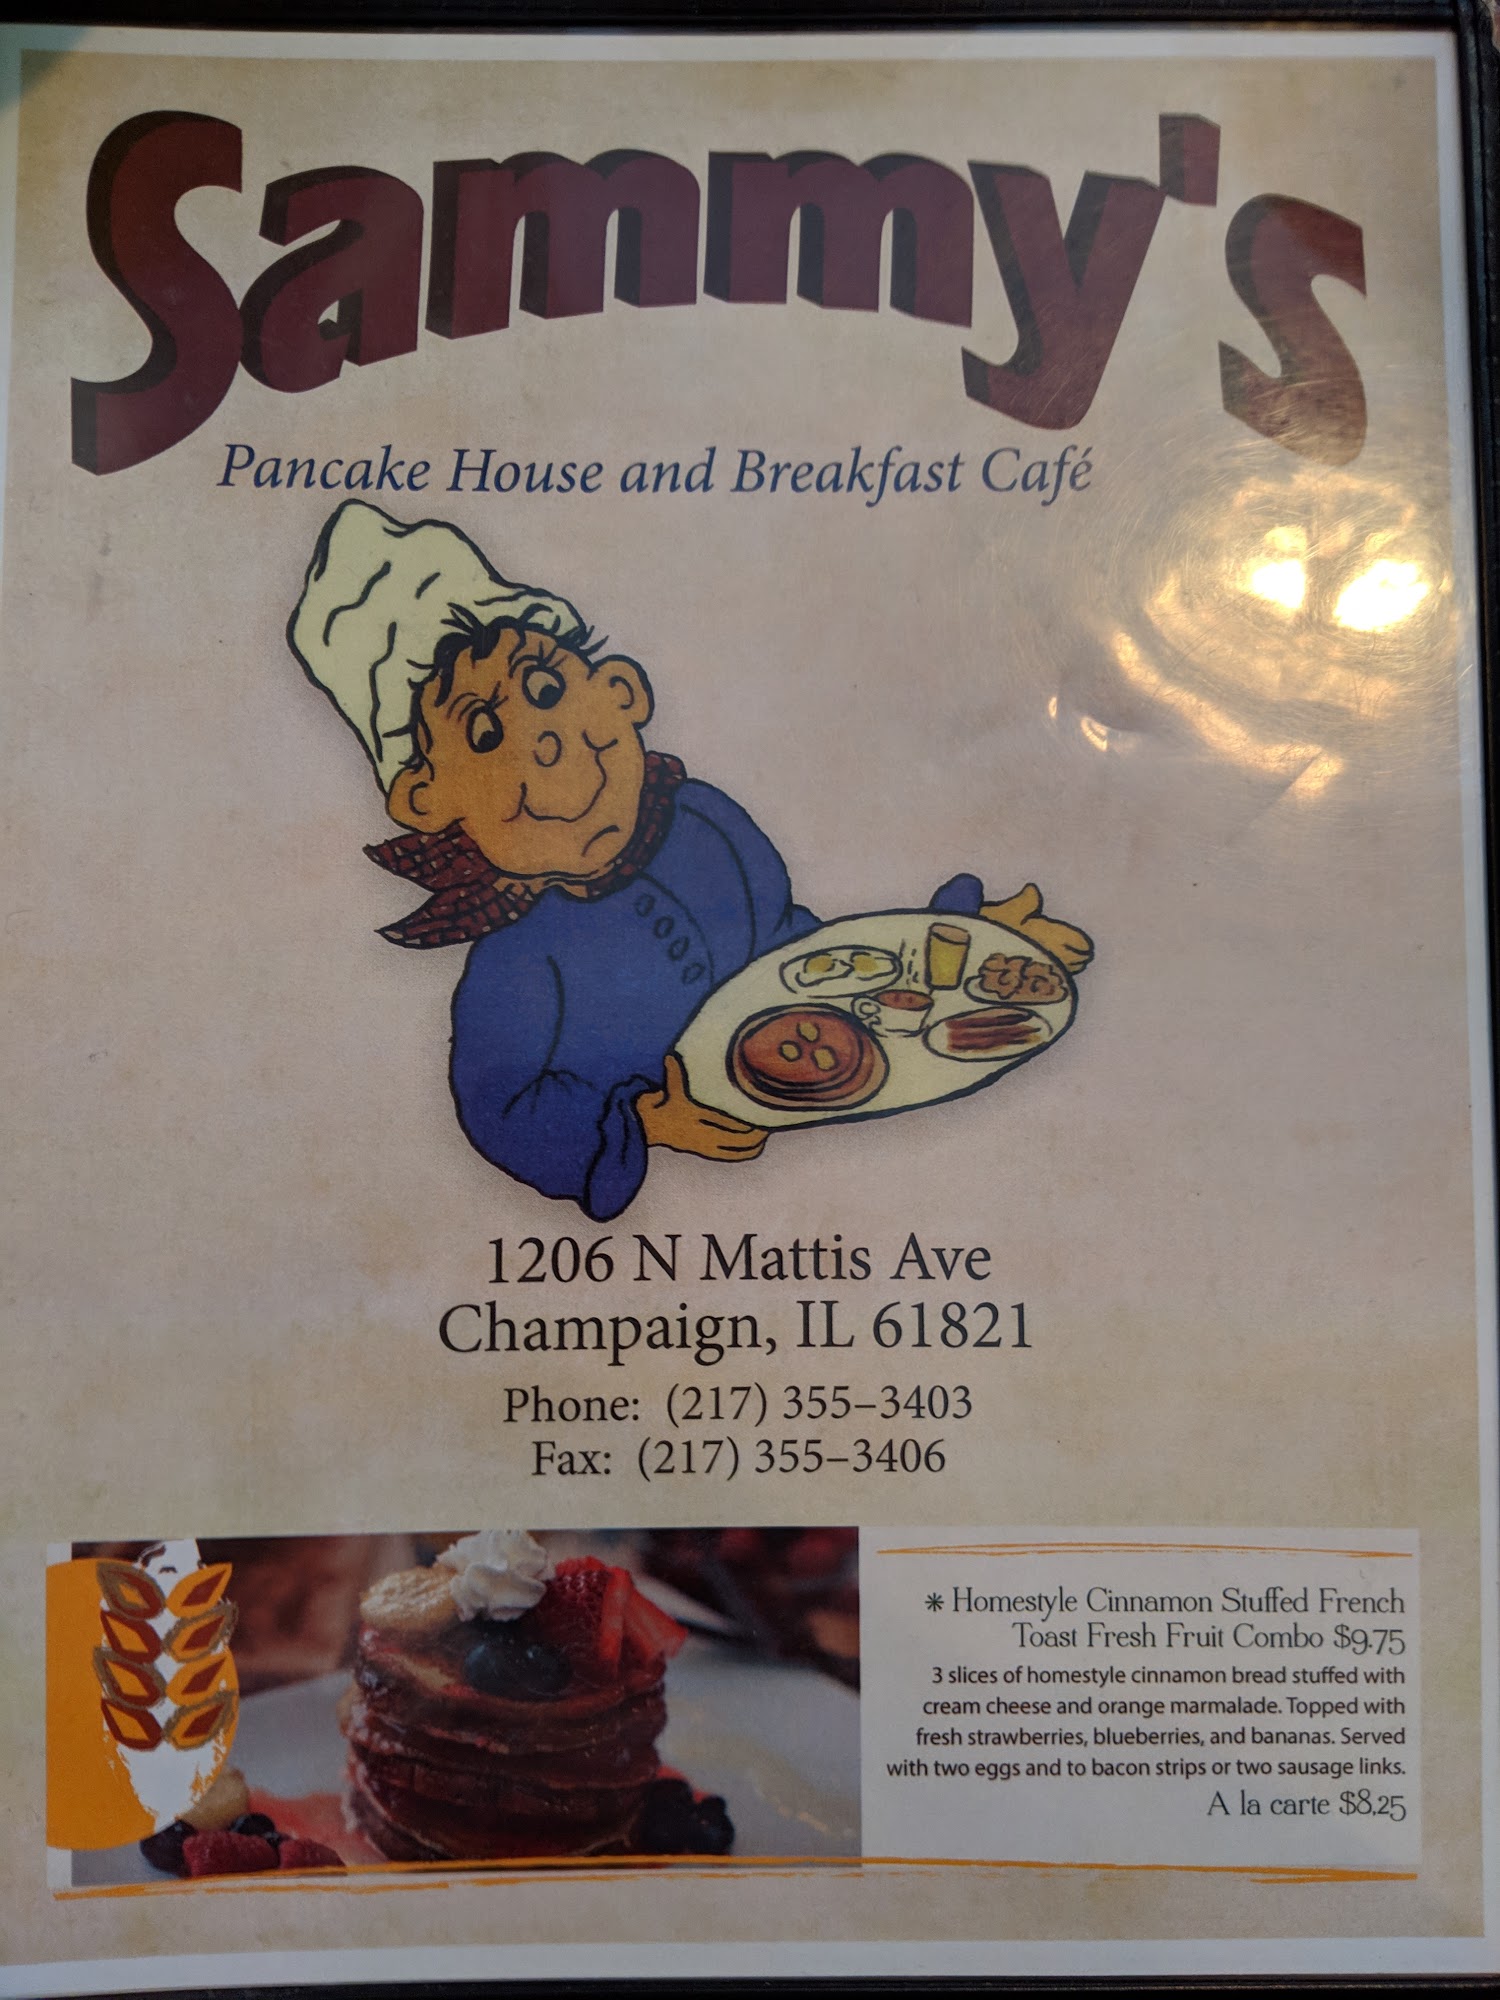 Sammy's
Pancake House and Breakfast Café
1206 N Mattis Ave
Champaign, IL 61821
Phone: (217) 355–3403
Fax: (217) 355–3406
* Homestyle Cinnamon Stuffed French
Toast Fresh Fruit Combo $9.75
3 slices of homestyle cinnamon bread stuffed with
cream cheese and orange marmalade. Topped with
fresh strawberries, blueberries, and bananas. Served
with two eggs and to bacon strips or two sausage links.
A la carte $8.25